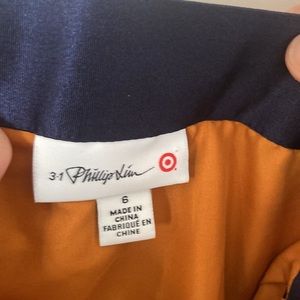 3.1 Phillip Lim
6
MADE IN
CHINA
FABRIQUÉ EN
CHINE